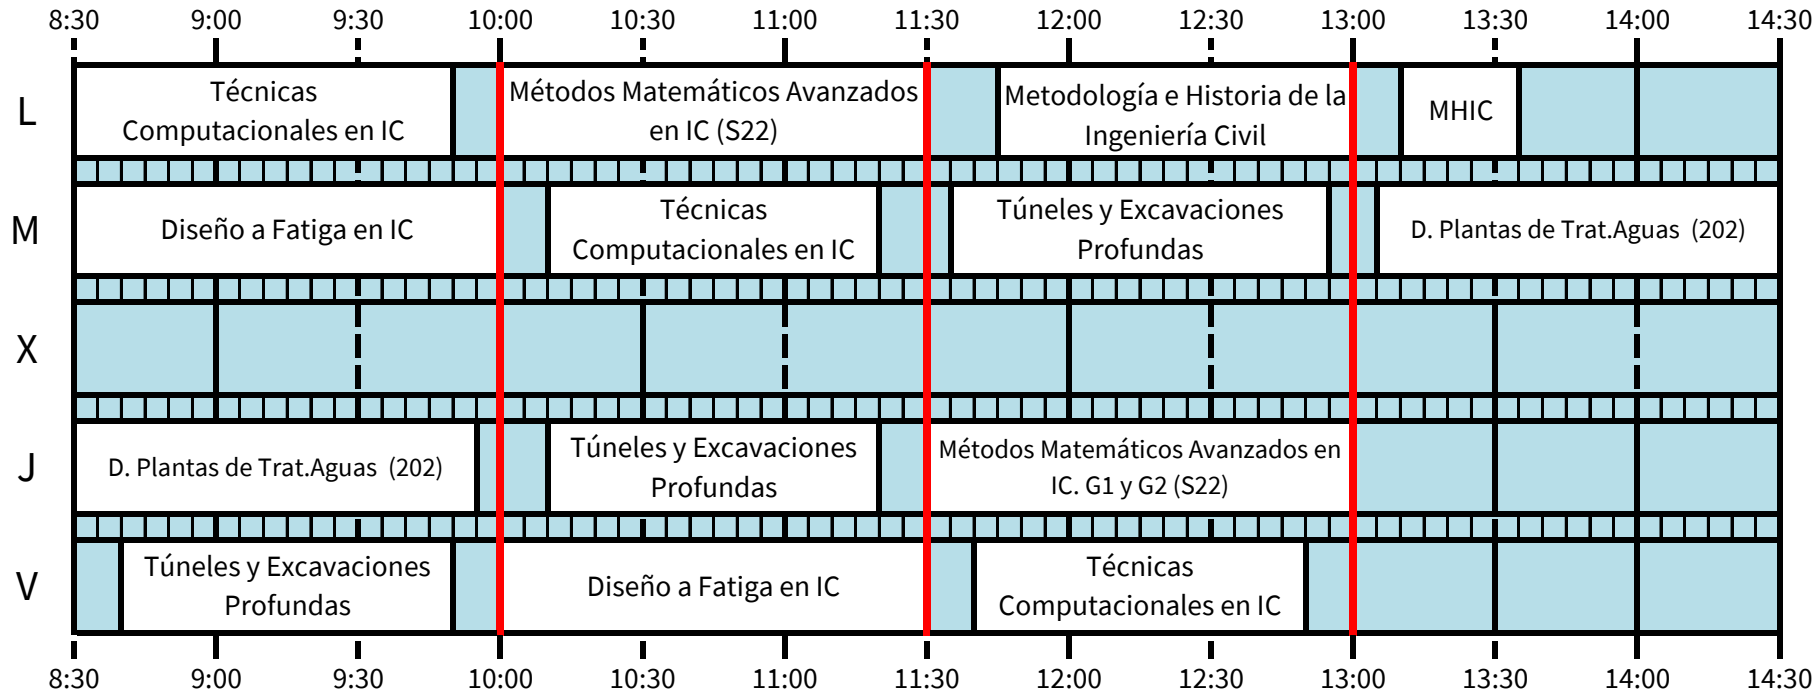 8:30 9:00 9:30 10:00 10:30 11:00 11:30 12:00 12:30 13:00 13:30 14:00 14:30
L
Técnicas
Computacionales en IC
Métodos Matemáticos Avanzados
en IC (S22)
Metodología e Historia de la
Ingeniería Civil
MHIC
M
Diseño a Fatiga en IC
Técnicas
Computacionales en IC
Túneles y Excavaciones
Profundas
D. Plantas de Trat.Aguas (202)
X
J
D. Plantas de Trat.Aguas (202)
Túneles y Excavaciones
Profundas
Métodos Matemáticos Avanzados en
IC. G1 y G2 (S22)
V
Túneles y Excavaciones
Profundas
Diseño a Fatiga en IC
Técnicas
Computacionales en IC
8:30 9:00 9:30 10:00 10:30 11:00 11:30 12:00 12:30 13:00 13:30 14:00 14:30